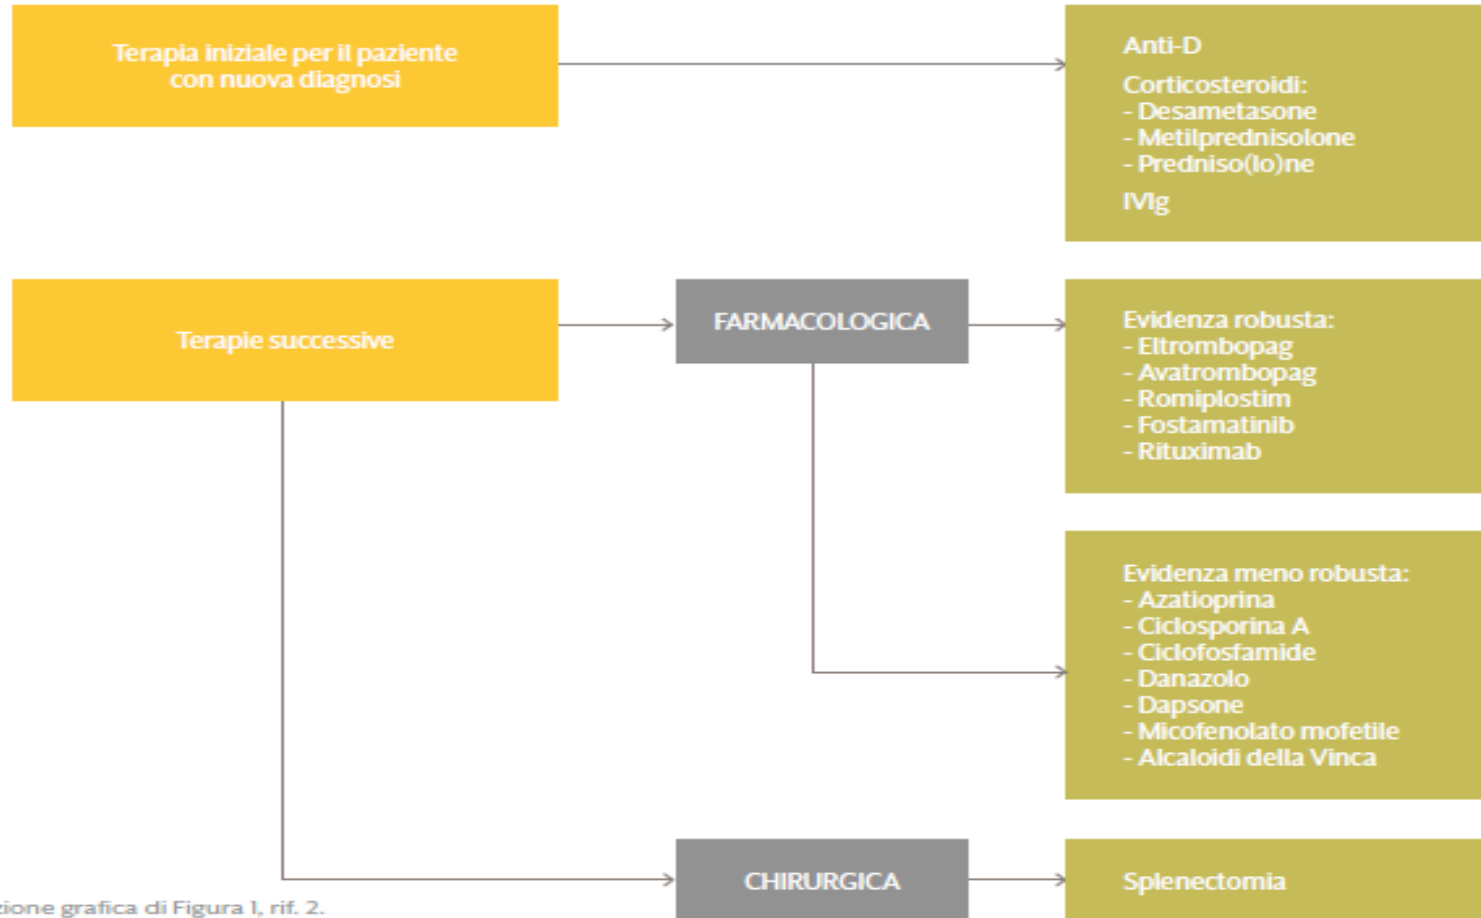 Terapia iniziale per il paziente
con nuova diagnosi
Anti-D
Corticosteroidi:
- Desametasone
- Metilprednisolone
- Predniso(lo)ne
IVIg
Terapie successive
FARMACOLOGICA
Evidenza robusta:
- Eltrombopag
- Avatrombopag
- Romiplostim
- Fostamatinib
- Rituximab
Evidenza meno robusta:
- Azatioprina
- Ciclosporina A
- Ciclofosfamide
- Danazolo
- Dapsone
- Micofenolato mofetile
- Alcaloidi della Vinca
CHIRURGICA
Splenectomia
zione grafica di Figura 1, rif. 2.